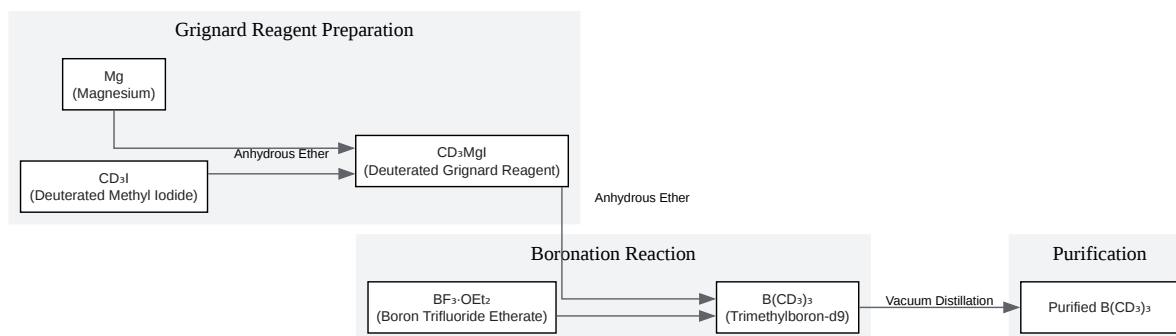 Grignard Reagent Preparation
Mg
(Magnesium)
Anhydrous Ether
CD₃I
(Deuterated Methyl Iodide)
CD₃MgI
(Deuterated Grignard Reagent)
Anhydrous Ether
Boronation Reaction
BF₃·OEt₂
(Boron Trifluoride Etherate)
B(CD₃)₃
(Trimethylboron-d9)
Vacuum Distillation
Purification
Purified B(CD₃)₃